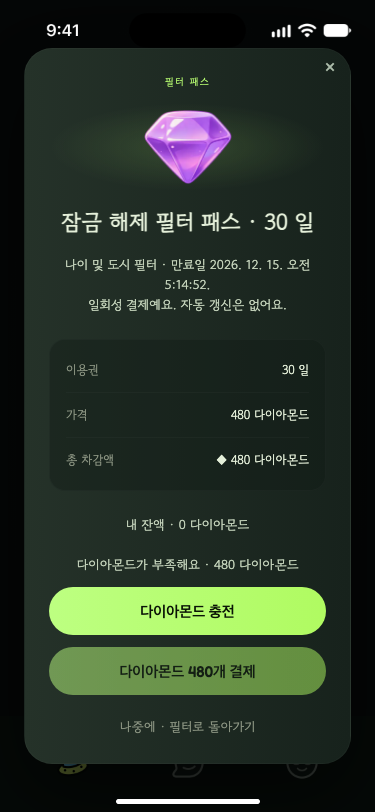 9:41
×
필터 패스
잠금 해제 필터 패스 · 30 일
나이 및 도시 필터 · 만료일 2026. 12. 15. 오전
5:14:52.
일회성 결제예요. 자동 갱신은 없어요.
이용권 30 일
가격 480 다이아몬드
총 차감액 ◆ 480 다이아몬드
내 잔액 · 0 다이아몬드
다이아몬드가 부족해요 · 480 다이아몬드
다이아몬드 충전
다이아몬드 480개 결제
나중에 · 필터로 돌아가기